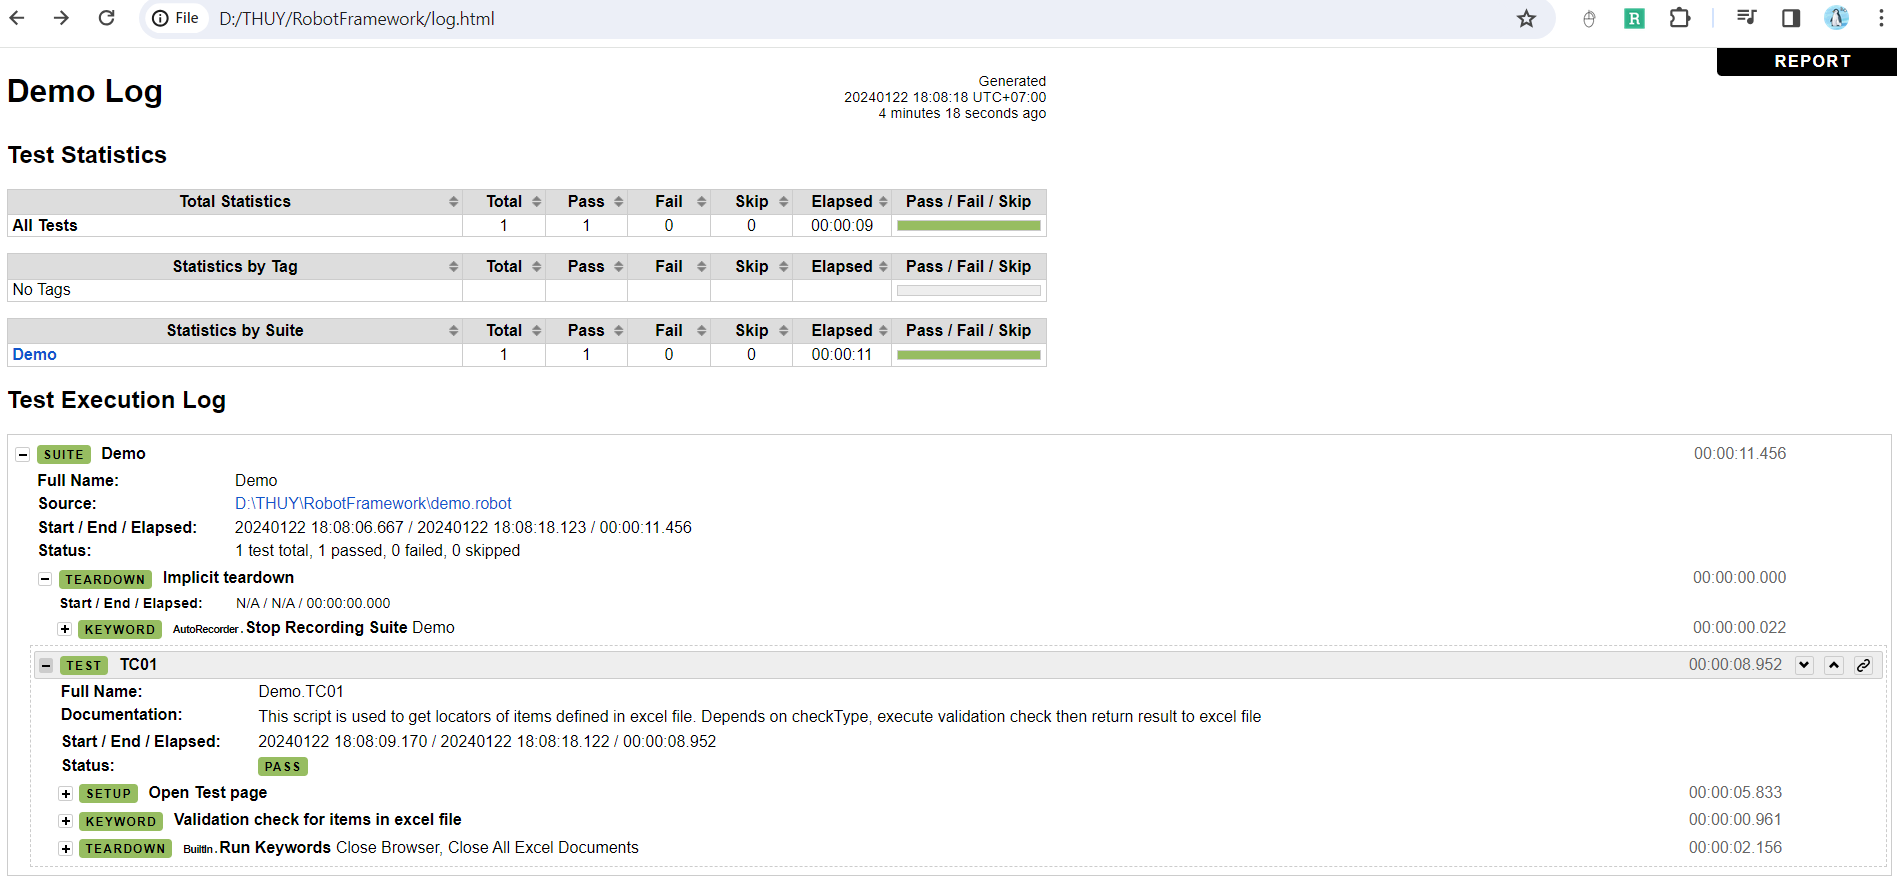 File D:/THUY/RobotFramework/log.html
REPORT
Demo Log
Generated
20240122 18:08:18 UTC+07:00
4 minutes 18 seconds ago
Test Statistics
Total Statistics Total Pass Fail Skip Elapsed Pass / Fail / Skip
All Tests 1 1 0 0 00:00:09
Statistics by Tag Total Pass Fail Skip Elapsed Pass / Fail / Skip
No Tags
Statistics by Suite Total Pass Fail Skip Elapsed Pass / Fail / Skip
Demo 1 1 0 0 00:00:11
Test Execution Log
SUITE Demo 00:00:11.456
Full Name: Demo
Source: D:\THUY\RobotFramework\demo.robot
Start / End / Elapsed: 20240122 18:08:06.667 / 20240122 18:08:18.123 / 00:00:11.456
Status: 1 test total, 1 passed, 0 failed, 0 skipped
TEARDOWN Implicit teardown 00:00:00.000
Start / End / Elapsed: N/A / N/A / 00:00:00.000
KEYWORD AutoRecorder.Stop Recording Suite Demo 00:00:00.022
TEST TC01 00:00:08.952
Full Name: Demo.TC01
Documentation: This script is used to get locators of items defined in excel file. Depends on checkType, execute validation check then return result to excel file
Start / End / Elapsed: 20240122 18:08:09.170 / 20240122 18:08:18.122 / 00:00:08.952
Status: PASS
SETUP Open Test page 00:00:05.833
KEYWORD Validation check for items in excel file 00:00:00.961
TEARDOWN BuiltIn.Run Keywords Close Browser, Close All Excel Documents 00:00:02.156